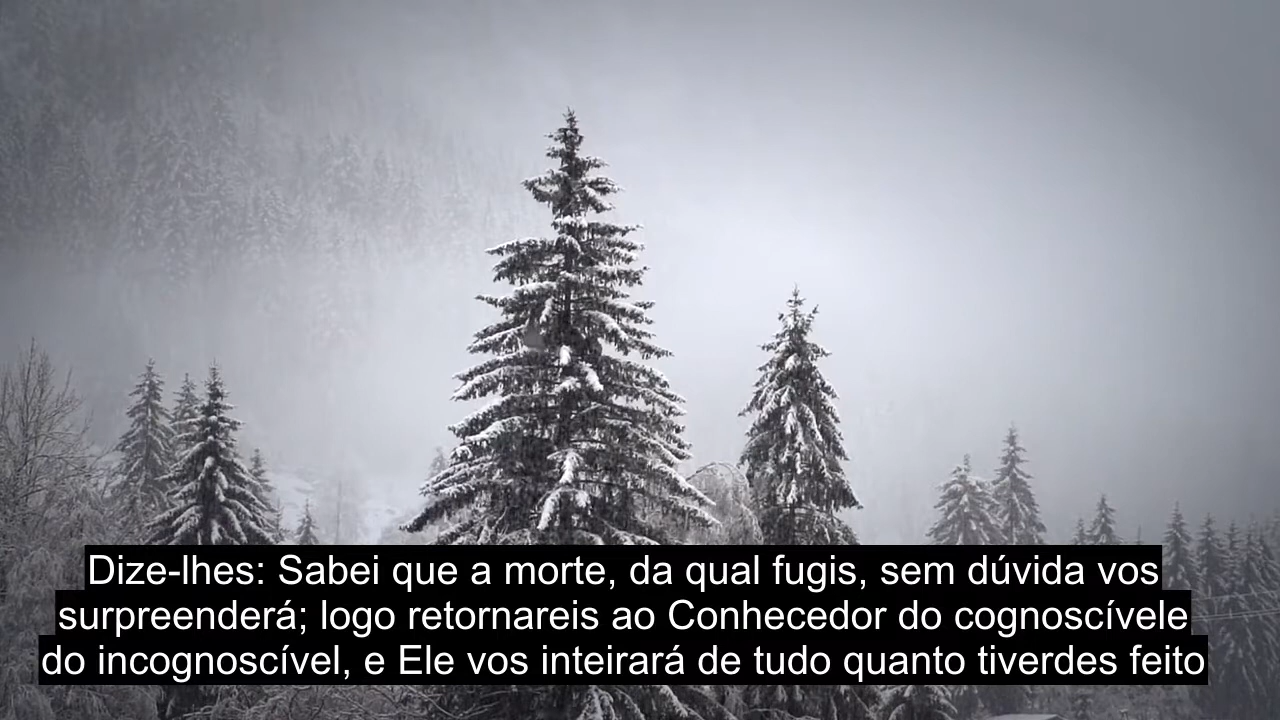 Dize-lhes: Sabei que a morte, da qual fugis, sem dúvida vos
surpreenderá; logo retornareis ao Conhecedor do cognoscívele
do incognoscível, e Ele vos inteirará de tudo quanto tiverdes feito